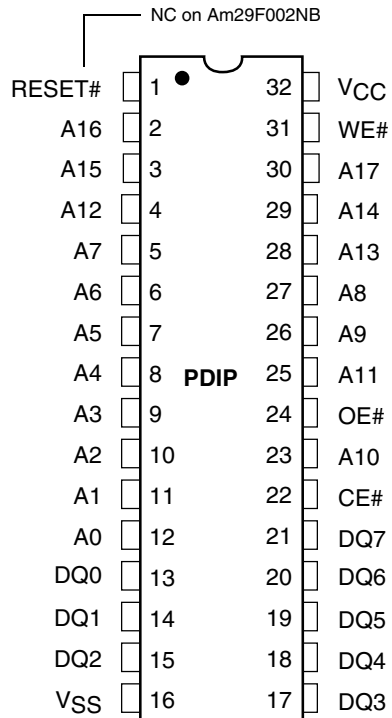 NC on Am29F002NB
RESET# 1 32 VCC
A16 2 31 WE#
A15 3 30 A17
A12 4 29 A14
A7 5 28 A13
A6 6 27 A8
A5 7 26 A9
A4 8 PDIP 25 A11
A3 9 24 OE#
A2 10 23 A10
A1 11 22 CE#
A0 12 21 DQ7
DQ0 13 20 DQ6
DQ1 14 19 DQ5
DQ2 15 18 DQ4
VSS 16 17 DQ3